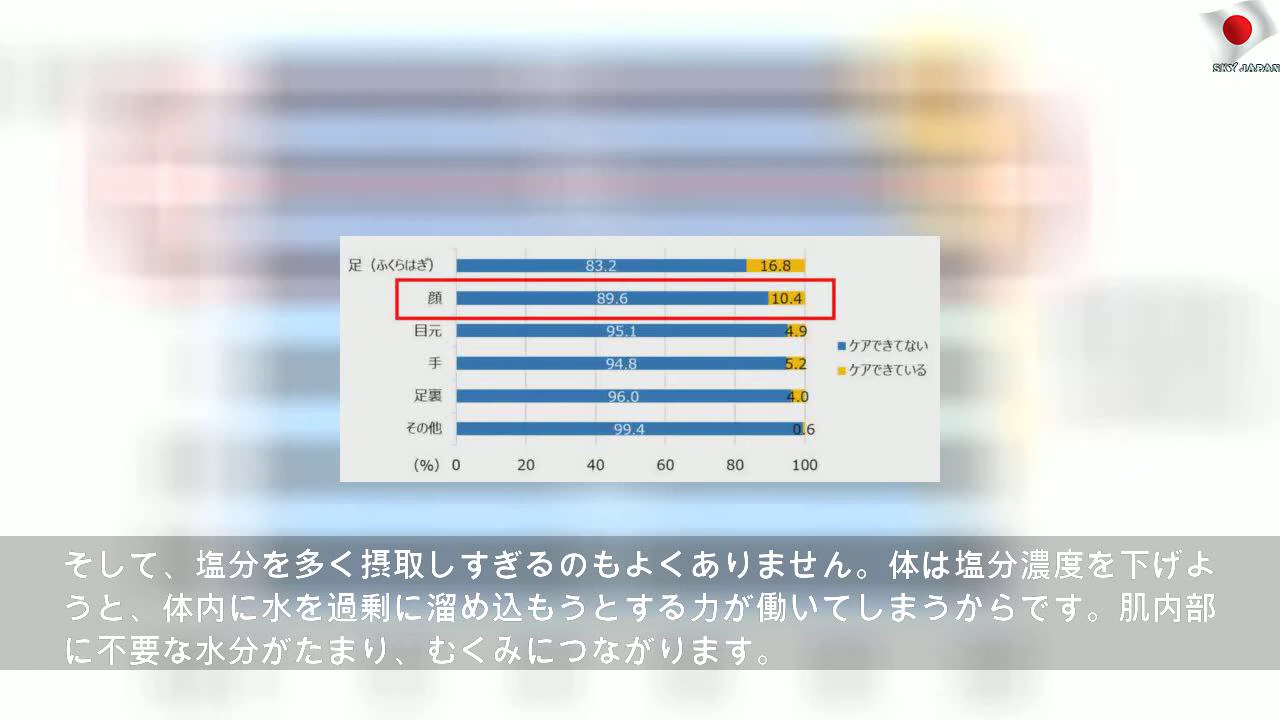 SKY JAPAN
足（ふくらはぎ） 83.2 16.8
顔 89.6 10.4
目元 95.1 4.9
手 94.8 5.2
足裏 96.0 4.0
その他 99.4 0.6
（%） 0 20 40 60 80 100
ケアできてない
ケアできている
そして、塩分を多く摂取しすぎるのもよくありません。体は塩分濃度を下げよ
うと、体内に水を過剰に溜め込もうとする力が働いてしまうからです。肌内部
に不要な水分がたまり、むくみにつながります。